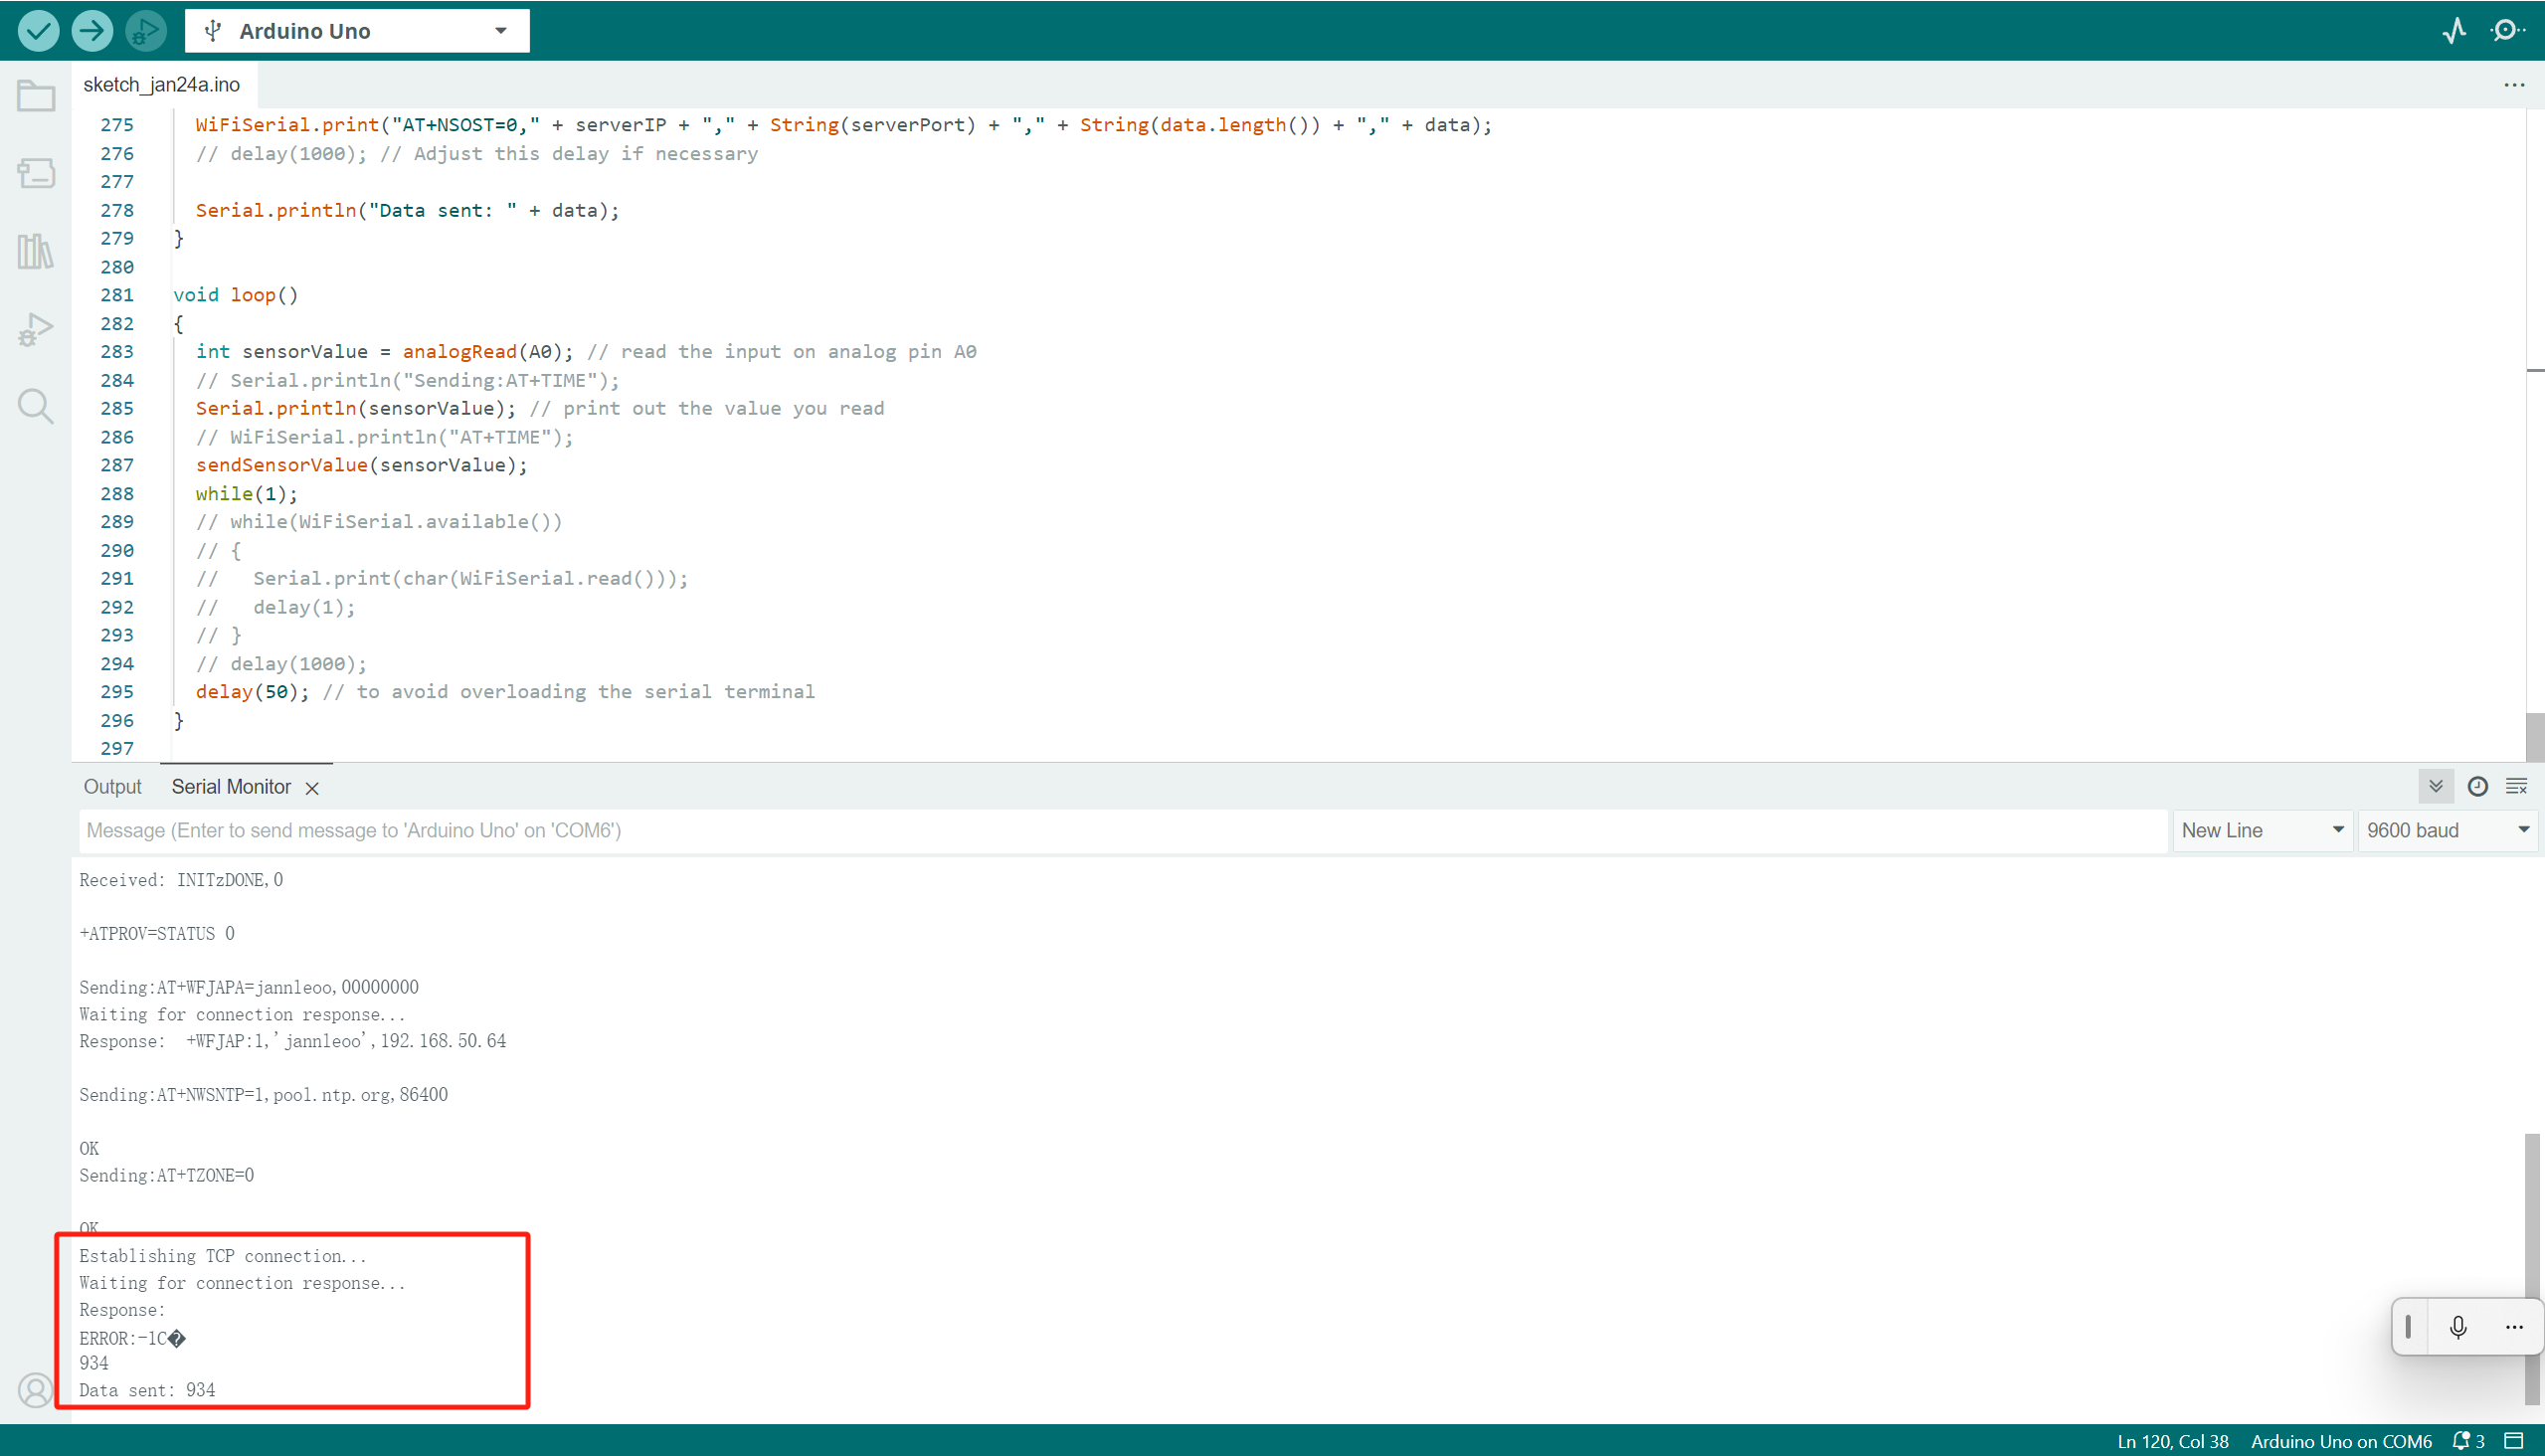 Arduino Uno
sketch_jan24a.ino
275 WiFiSerial.print("AT+NSOST=0," + serverIP + "," + String(serverPort) + "," + String(data.length()) + "," + data);
276 // delay(1000); // Adjust this delay if necessary
277
278 Serial.println("Data sent: " + data);
279 }
280
281 void loop()
282 {
283 int sensorValue = analogRead(A0); // read the input on analog pin A0
284 // Serial.println("Sending:AT+TIME");
285 Serial.println(sensorValue); // print out the value you read
286 // WiFiSerial.println("AT+TIME");
287 sendSensorValue(sensorValue);
288 while(1);
289 // while(WiFiSerial.available())
290 // {
291 //   Serial.print(char(WiFiSerial.read()));
292 //   delay(1);
293 // }
294 // delay(1000);
295 delay(50); // to avoid overloading the serial terminal
296 }
297
Output Serial Monitor
Message (Enter to send message to 'Arduino Uno' on 'COM6') New Line 9600 baud
Received: INITzDONE,0
+ATPROV=STATUS 0
Sending:AT+WFJAPA=jannleoo,00000000
Waiting for connection response...
Response:  +WFJAP:1,'jannleoo',192.168.50.64
Sending:AT+NWSNTP=1,pool.ntp.org,86400
OK
Sending:AT+TZONE=0
OK
Establishing TCP connection...
Waiting for connection response...
Response:
ERROR:-1C�
934
Data sent: 934
Ln 120, Col 38 Arduino Uno on COM6 3